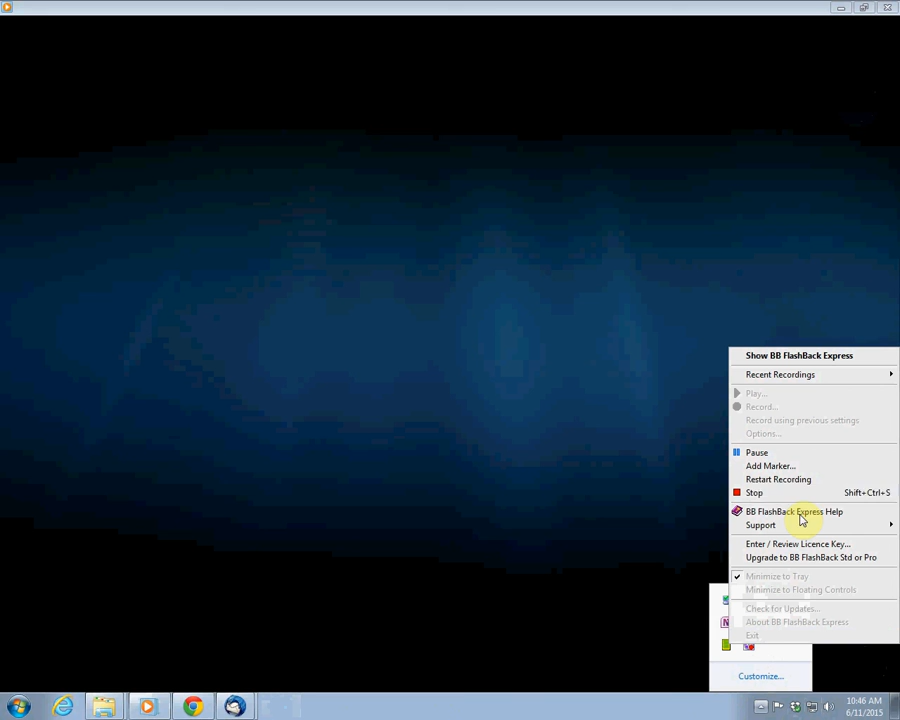 Show BB FlashBack Express
Recent Recordings
Play...
Record...
Record using previous settings
Options...
Pause
Add Marker...
Restart Recording
Stop Shift+Ctrl+S
BB FlashBack Express Help
Support
Enter / Review Licence Key...
Upgrade to BB FlashBack Std or Pro
Minimize to Tray
Minimize to Floating Controls
Check for Updates...
About BB FlashBack Express
Exit
Customize...
10:46 AM
6/11/2015